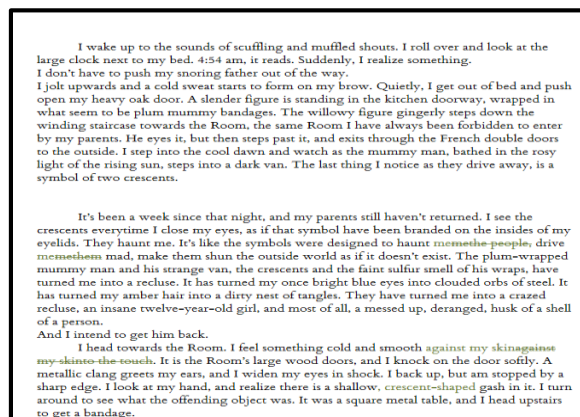 I wake up to the sounds of scuffling and muffled shouts. I roll over and look at the
large clock next to my bed. 4:54 am, it reads. Suddenly, I realize something.
I don't have to push my snoring father out of the way.
I jolt upwards and a cold sweat starts to form on my brow. Quietly, I get out of bed and push
open my heavy oak door. A slender figure is standing in the kitchen doorway, wrapped in
what seem to be plum mummy bandages. The willowy figure gingerly steps down the
winding staircase towards the Room, the same Room I have always been forbidden to enter
by my parents. He eyes it, but then steps past it, and exits through the French double doors
to the outside. I step into the cool dawn and watch as the mummy man, bathed in the rosy
light of the rising sun, steps into a dark van. The last thing I notice as they drive away, is a
symbol of two crescents.
It's been a week since that night, and my parents still haven't returned. I see the
crescents everytime I close my eyes, as if that symbol have been branded on the insides of my
eyelids. They haunt me. It's like the symbols were designed to haunt memethe people, drive
memethem mad, make them shun the outside world as if it doesn't exist. The plum-wrapped
mummy man and his strange van, the crescents and the faint sulfur smell of his wraps, have
turned me into a recluse. It has turned my once bright blue eyes into clouded orbs of steel. It
has turned my amber hair into a dirty nest of tangles. They have turned me into a crazed
recluse, an insane twelve-year-old girl, and most of all, a messed up, deranged, husk of a shell
of a person.
And I intend to get him back.
I head towards the Room. I feel something cold and smooth against my skinagainst
my skinto the touch. It is the Room's large wood doors, and I knock on the door softly. A
metallic clang greets my ears, and I widen my eyes in shock. I back up, but am stopped by a
sharp edge. I look at my hand, and realize there is a shallow, crescent-shaped gash in it. I turn
around to see what the offending object was. It was a square metal table, and I head upstairs
to get a bandage.